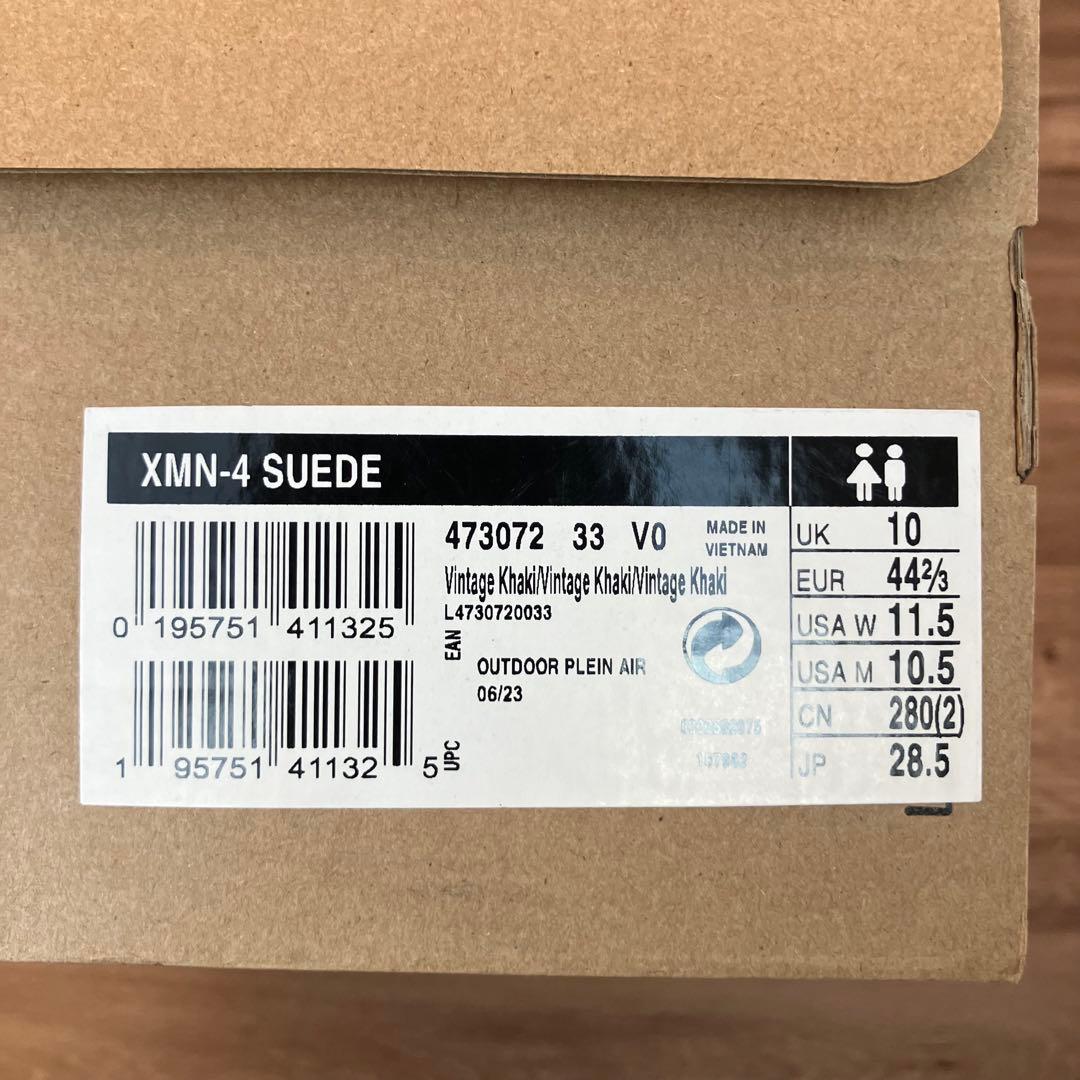 XMN-4 SUEDE
0 195751 411325
EAN
1 95751 41132 5
UPC
473072 33 V0
MADE IN
VIETNAM
Vintage Khaki/Vintage Khaki/Vintage Khaki
L4730720033
OUTDOOR PLEIN AIR
06/23
UK 10
EUR 44⅔
USA W 11.5
USA M 10.5
CN 280(2)
JP 28.5